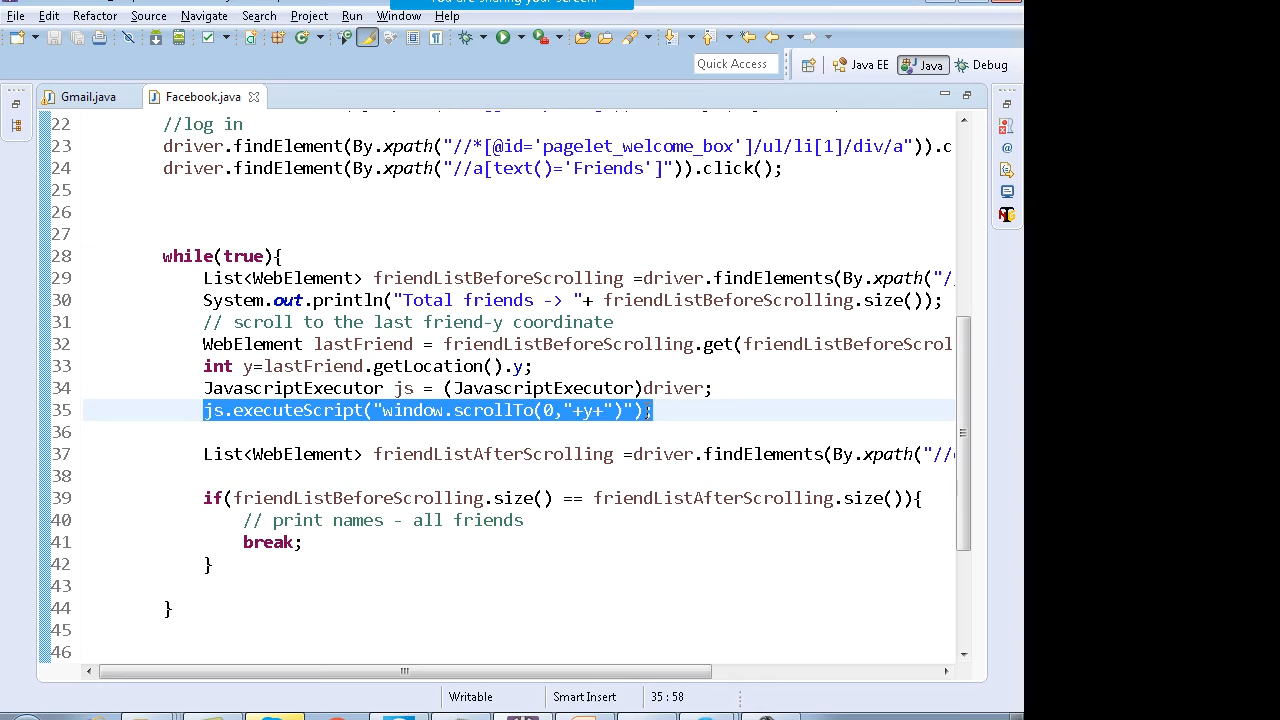 File Edit Refactor Source Navigate Search Project Run Window Help
Quick Access
Java EE
Java
Debug
Gmail.java
Facebook.java
22 //log in
23 driver.findElement(By.xpath("//*[@id='pagelet_welcome_box']/ul/li[1]/div/a")).c
24 driver.findElement(By.xpath("//a[text()='Friends']")).click();
25
26
27
28 while(true){
29 List<WebElement> friendListBeforeScrolling =driver.findElements(By.xpath("/
30 System.out.println("Total friends -> "+ friendListBeforeScrolling.size());
31 // scroll to the last friend-y coordinate
32 WebElement lastFriend = friendListBeforeScrolling.get(friendListBeforeScrol
33 int y=lastFriend.getLocation().y;
34 JavascriptExecutor js = (JavascriptExecutor)driver;
35 js.executeScript("window.scrollTo(0,"+y+")");
36
37 List<WebElement> friendListAfterScrolling =driver.findElements(By.xpath("//
38
39 if(friendListBeforeScrolling.size() == friendListAfterScrolling.size()){
40 // print names - all friends
41 break;
42 }
43
44 }
45
46
Writable Smart Insert 35 : 58